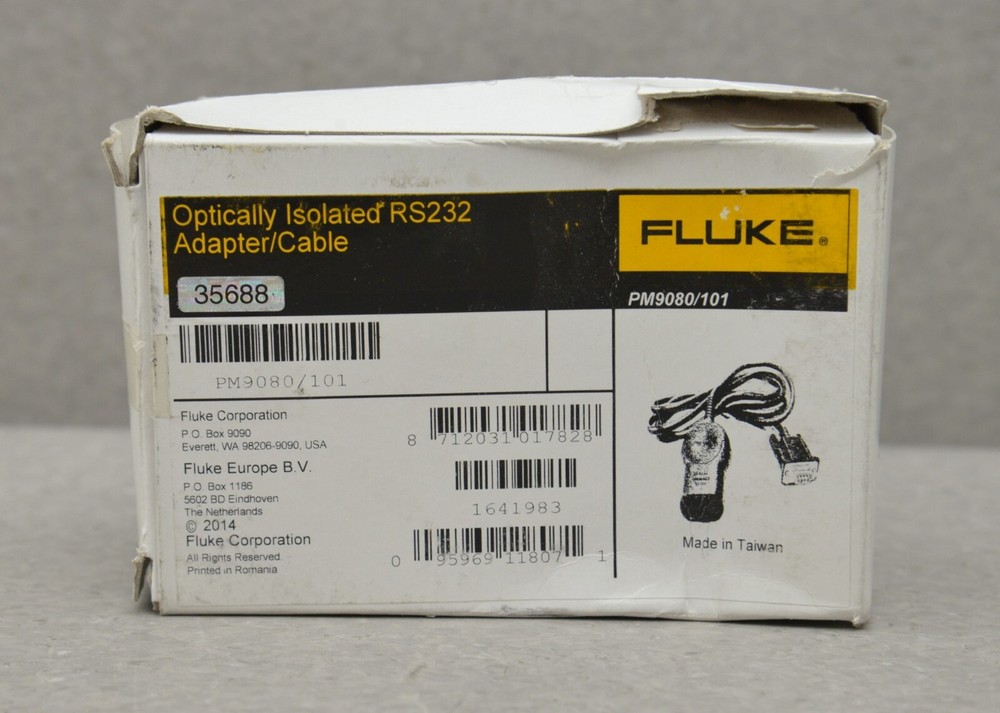 Optically Isolated RS232
Adapter/Cable
35688
FLUKE®
PM9080/101
PM9080/101
Fluke Corporation
P.O. Box 9090
Everett, WA 98206-9090, USA
Fluke Europe B.V.
P.O. Box 1186
5602 BD Eindhoven
The Netherlands
© 2014
Fluke Corporation
All Rights Reserved.
Printed in Romania
8 712031 017828
1641983
0 95969 11807 1
Made in Taiwan